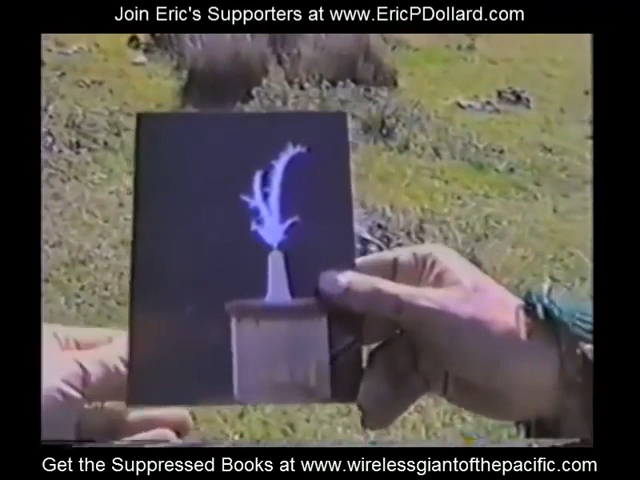 Join Eric's Supporters at www.EricPDollard.com
Get the Suppressed Books at www.wirelessgiantofthepacific.com